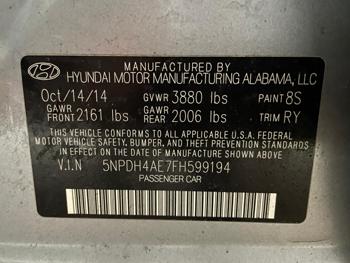 MANUFACTURED BY
HYUNDAI MOTOR MANUFACTURING ALABAMA, LLC
Oct/14/14 GVWR 3880 lbs PAINT 8S
GAWR FRONT 2161 lbs GAWR REAR 2006 lbs TRIM RY
THIS VEHICLE CONFORMS TO ALL APPLICABLE U.S.A. FEDERAL
MOTOR VEHICLE SAFETY, BUMPER, AND THEFT PREVENTION
STANDARDS IN EFFECT ON THE DATE OF MANUFACTURE SHOWN ABOVE.
V.I.N 5NPDH4AE7FH599194
PASSENGER CAR